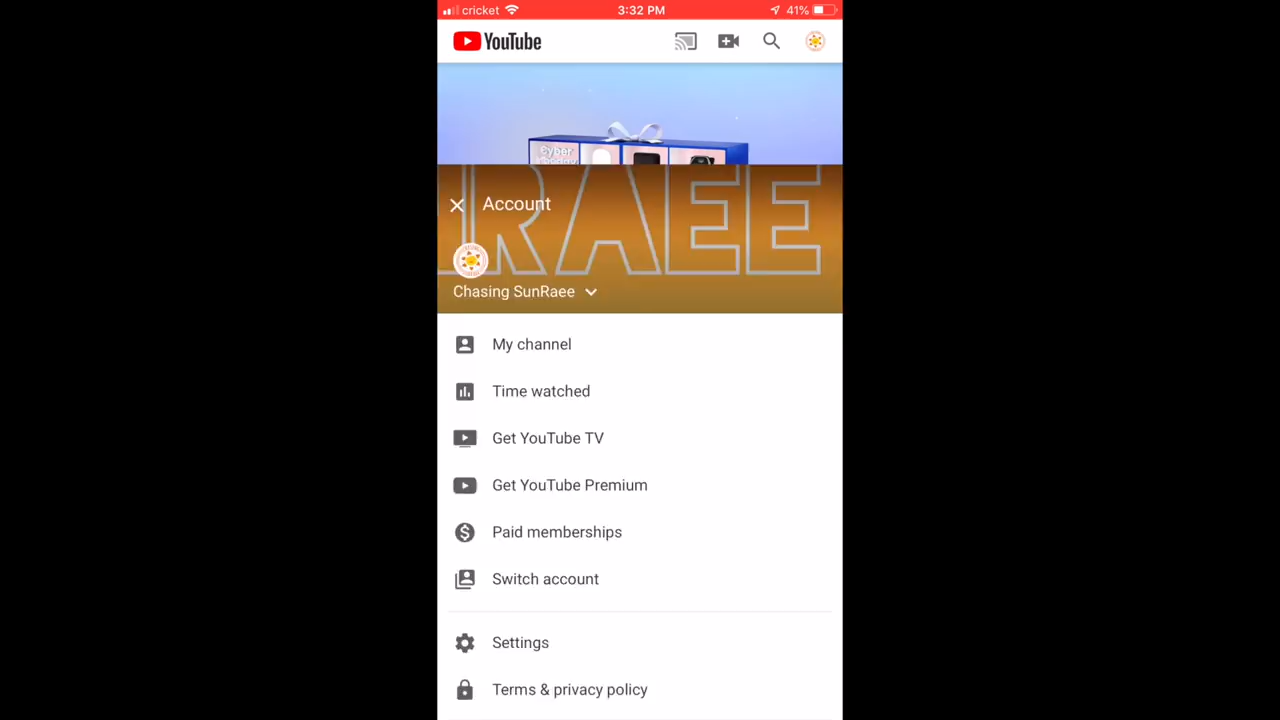 cricket 3:32 PM 41%
YouTube
Cyber
RAEE
Account
Chasing SunRaee
My channel
Time watched
Get YouTube TV
Get YouTube Premium
Paid memberships
Switch account
Settings
Terms & privacy policy